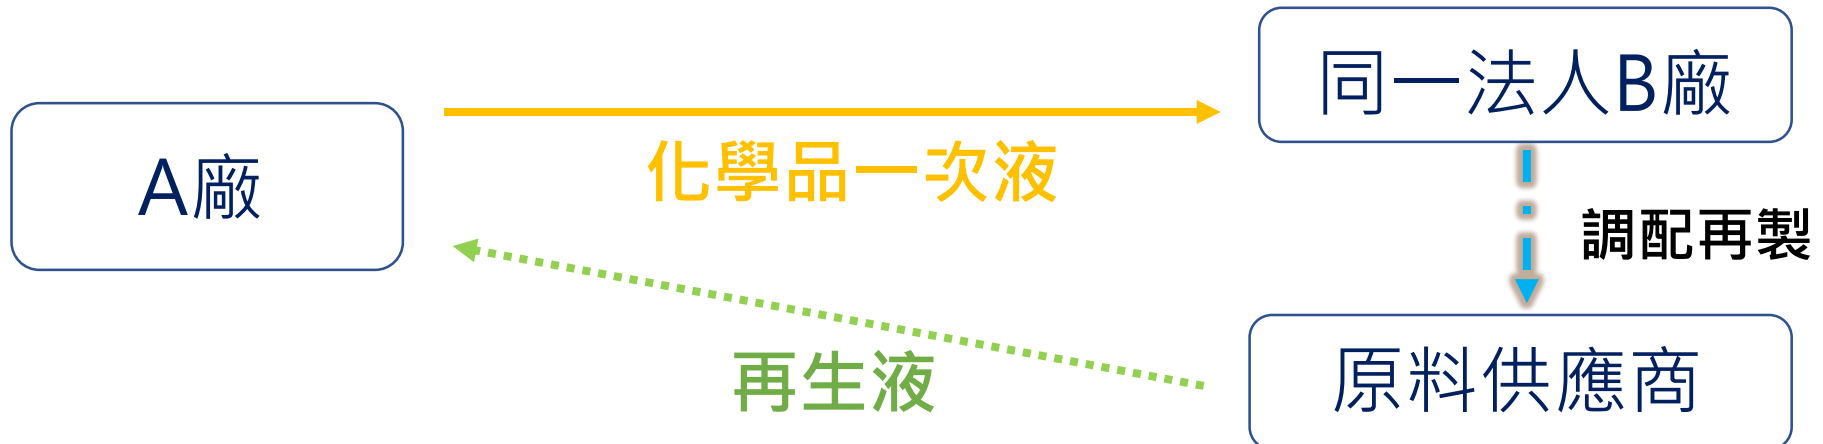 同一法人B廠
A廠
化學品一次液
調配再製
再生液
原料供應商